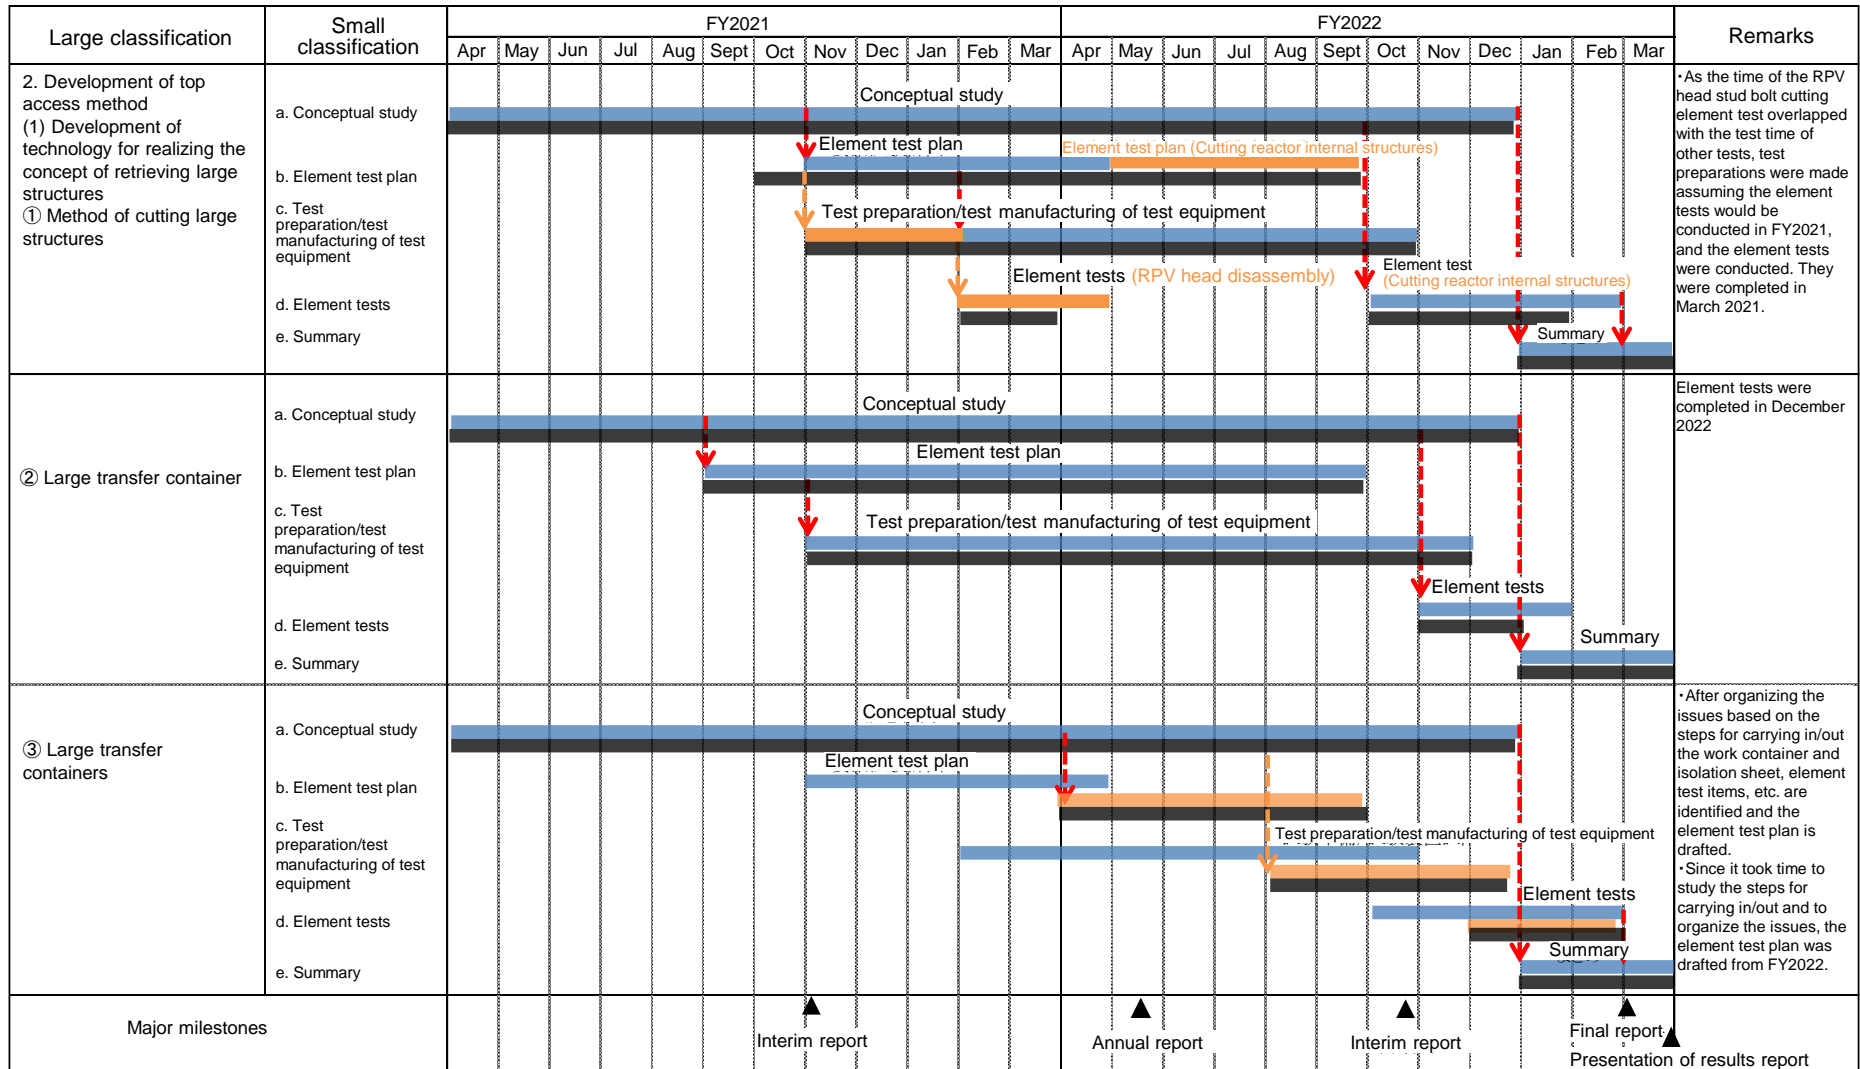 Large classification
Small
classification
FY2021
FY2022
Remarks
Apr May Jun Jul Aug Sept Oct Nov Dec Jan Feb Mar Apr May Jun Jul Aug Sept Oct Nov Dec Jan Feb Mar
2. Development of top
access method
(1) Development of
technology for realizing the
concept of retrieving large
structures
① Method of cutting large
structures
a. Conceptual study
b. Element test plan
c. Test
preparation/test
manufacturing of test
equipment
d. Element tests
e. Summary
Conceptual study
Element test plan
Element test plan (Cutting reactor internal structures)
Test preparation/test manufacturing of test equipment
Element tests (RPV head disassembly)
Element test
(Cutting reactor internal structures)
Summary
・As the time of the RPV
head stud bolt cutting
element test overlapped
with the test time of
other tests, test
preparations were made
assuming the element
tests would be
conducted in FY2021,
and the element tests
were conducted. They
were completed in
March 2021.
② Large transfer container
a. Conceptual study
b. Element test plan
c. Test
preparation/test
manufacturing of test
equipment
d. Element tests
e. Summary
Conceptual study
Element test plan
Test preparation/test manufacturing of test equipment
Element tests
Summary
Element tests were
completed in December
2022
③ Large transfer
containers
a. Conceptual study
b. Element test plan
c. Test
preparation/test
manufacturing of test
equipment
d. Element tests
e. Summary
Conceptual study
Element test plan
Test preparation/test manufacturing of test equipment
Element tests
Summary
・After organizing the
issues based on the
steps for carrying in/out
the work container and
isolation sheet, element
test items, etc. are
identified and the
element test plan is
drafted.
・Since it took time to
study the steps for
carrying in/out and to
organize the issues, the
element test plan was
drafted from FY2022.
Major milestones
Interim report
Annual report
Interim report
Final report
Presentation of results report